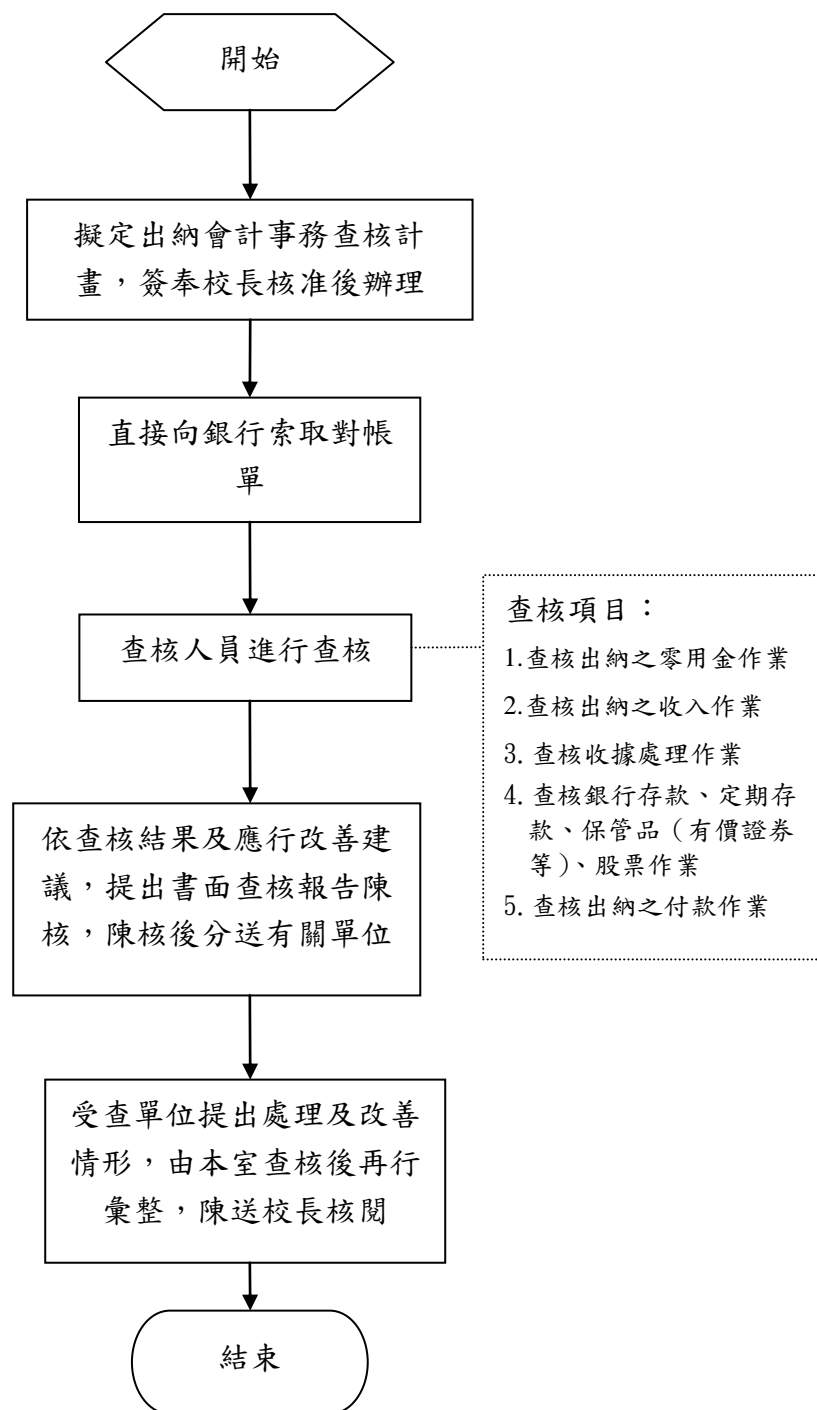 開始
擬定出納會計事務查核計
畫，簽奉校長核准後辦理
直接向銀行索取對帳
單
查核人員進行查核
查核項目：
1.查核出納之零用金作業
2.查核出納之收入作業
3. 查核收據處理作業
4. 查核銀行存款、定期存
款、保管品（有價證券
等）、股票作業
5. 查核出納之付款作業
依查核結果及應行改善建
議，提出書面查核報告陳
核，陳核後分送有關單位
受查單位提出處理及改善
情形，由本室查核後再行
彙整，陳送校長核閱
結束